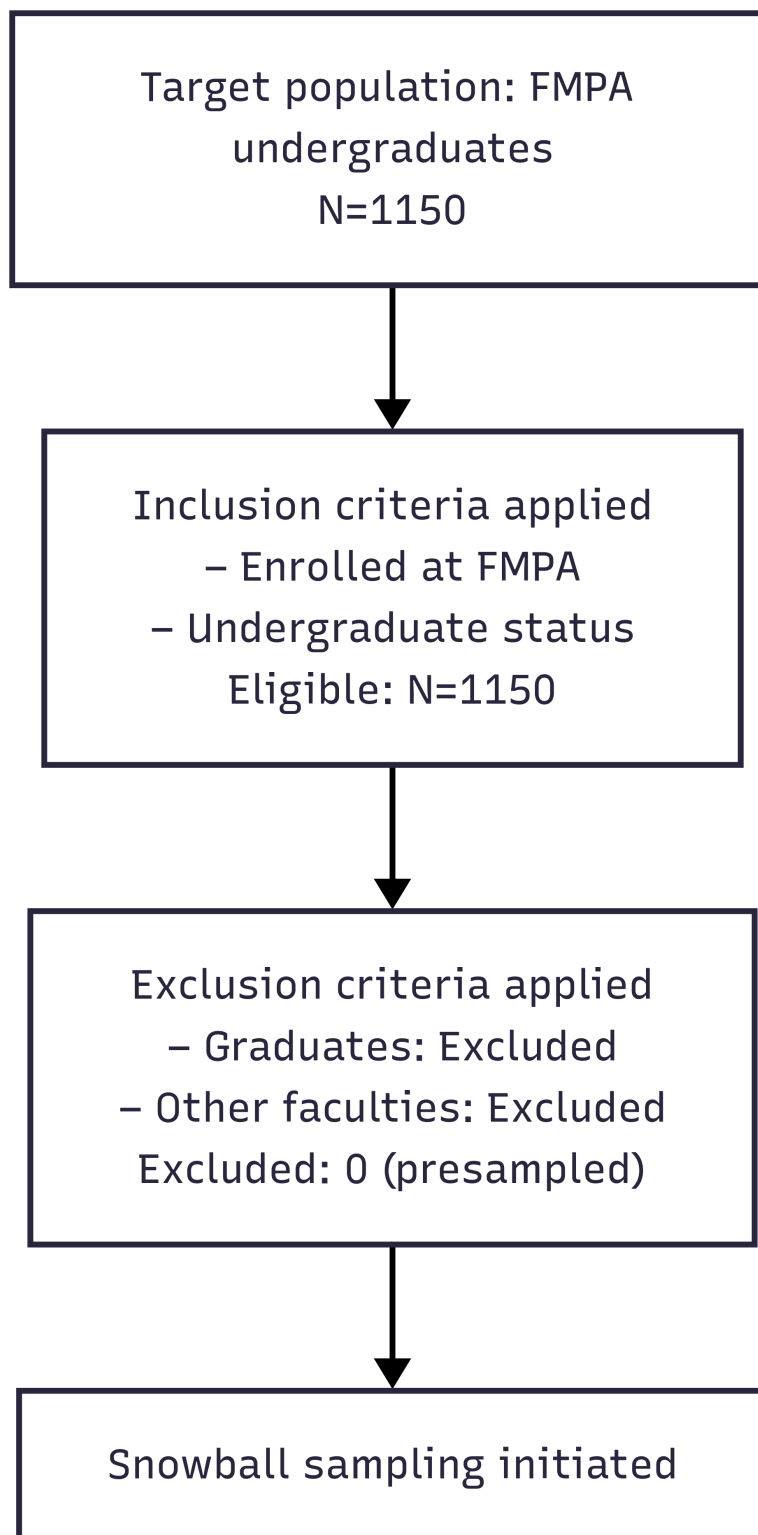 Target population: FMPA
undergraduates
N=1150
Inclusion criteria applied
– Enrolled at FMPA
– Undergraduate status
Eligible: N=1150
Exclusion criteria applied
– Graduates: Excluded
– Other faculties: Excluded
Excluded: 0 (presampled)
Snowball sampling initiated